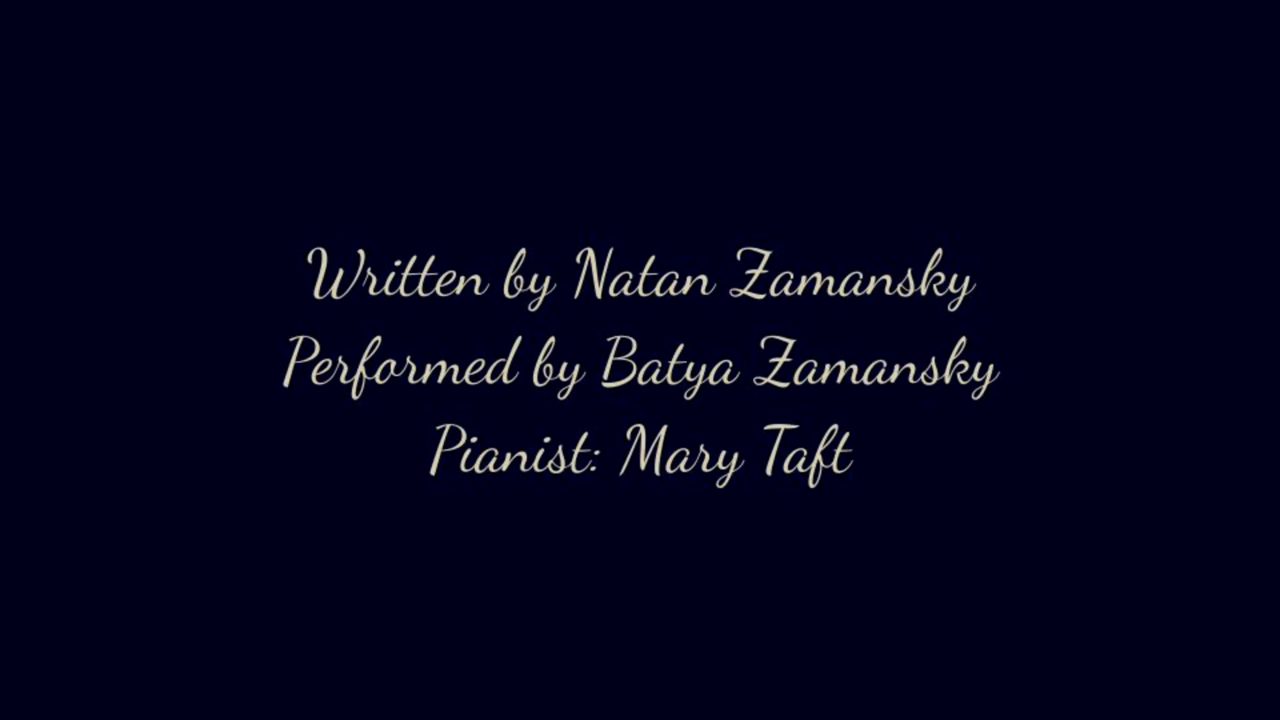 Written by Natan Zamansky
Performed by Batya Zamansky
Pianist: Mary Taft